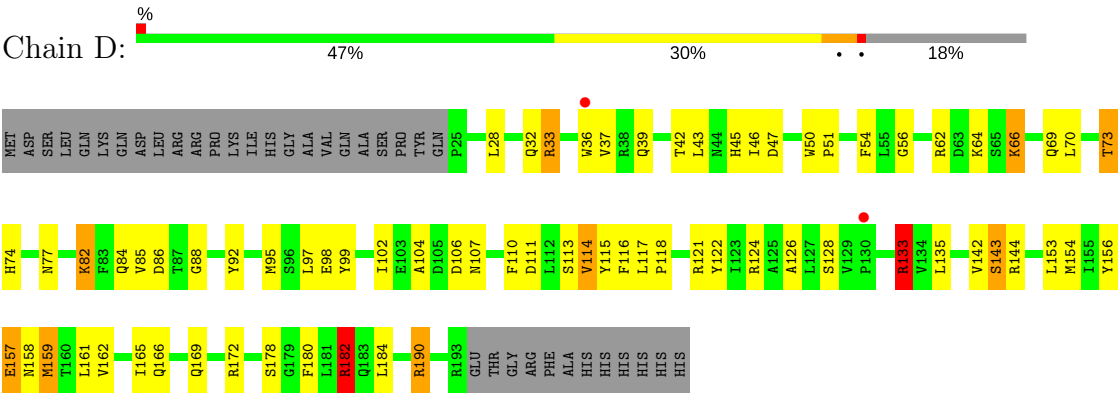 %
Chain D:
47% 30% • • 18%
MET ASP SER LEU GLN LYS GLN ASP LEU ARG ARG PRO LYS ILE HIS GLY ALA VAL GLN ALA SER PRO TYR GLN P25 L28 Q32 R33 W36 V37 R38 Q39 T42 L43 N44 H45 I46 D47 W50 P51 F54 L55 G56 R62 D63 K64 S65 K66 Q69 L70 T73
H74 N77 K82 F83 Q84 V85 D86 T87 G88 Y92 M95 S96 L97 E98 Y99 I102 E103 A104 D105 D106 N107 F110 D111 L112 S113 V114 Y115 F116 L117 P118 R121 Y122 I123 R124 A125 A126 L127 S128 V129 P130 R133 V134 L135 V142 S143 R144 L153 M154 I155 Y156
E157 N158 M159 T160 L161 V162 I165 Q166 Q169 R172 S178 G179 F180 L181 R182 Q183 L184 R190 R193 GLU THR GLY ARG PHE ALA HIS HIS HIS HIS HIS HIS